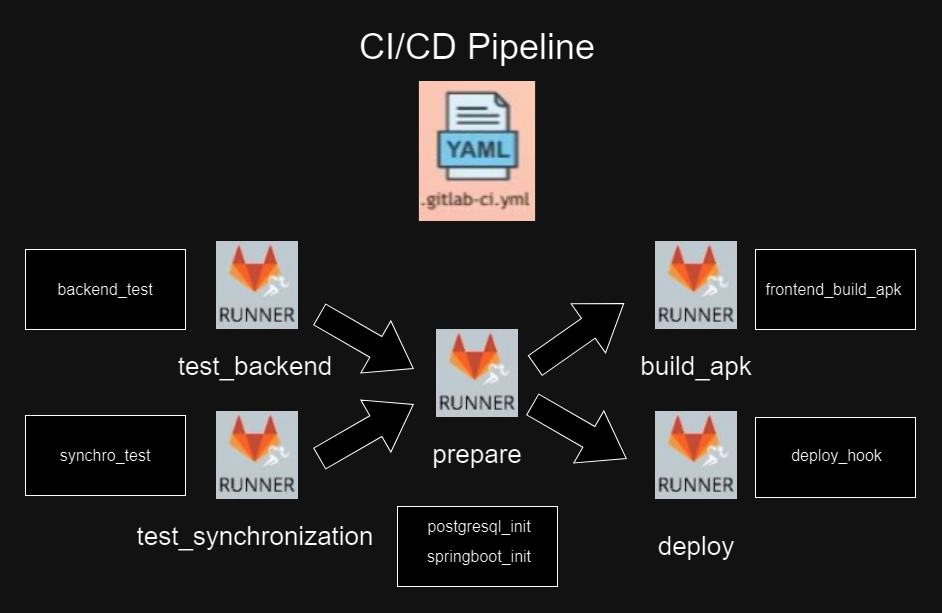 CI/CD Pipeline
YAML
.gitlab-ci.yml
backend_test
RUNNER
test_backend
synchro_test
RUNNER
test_synchronization
RUNNER
prepare
postgresql_init
springboot_init
RUNNER
frontend_build_apk
build_apk
RUNNER
deploy_hook
deploy